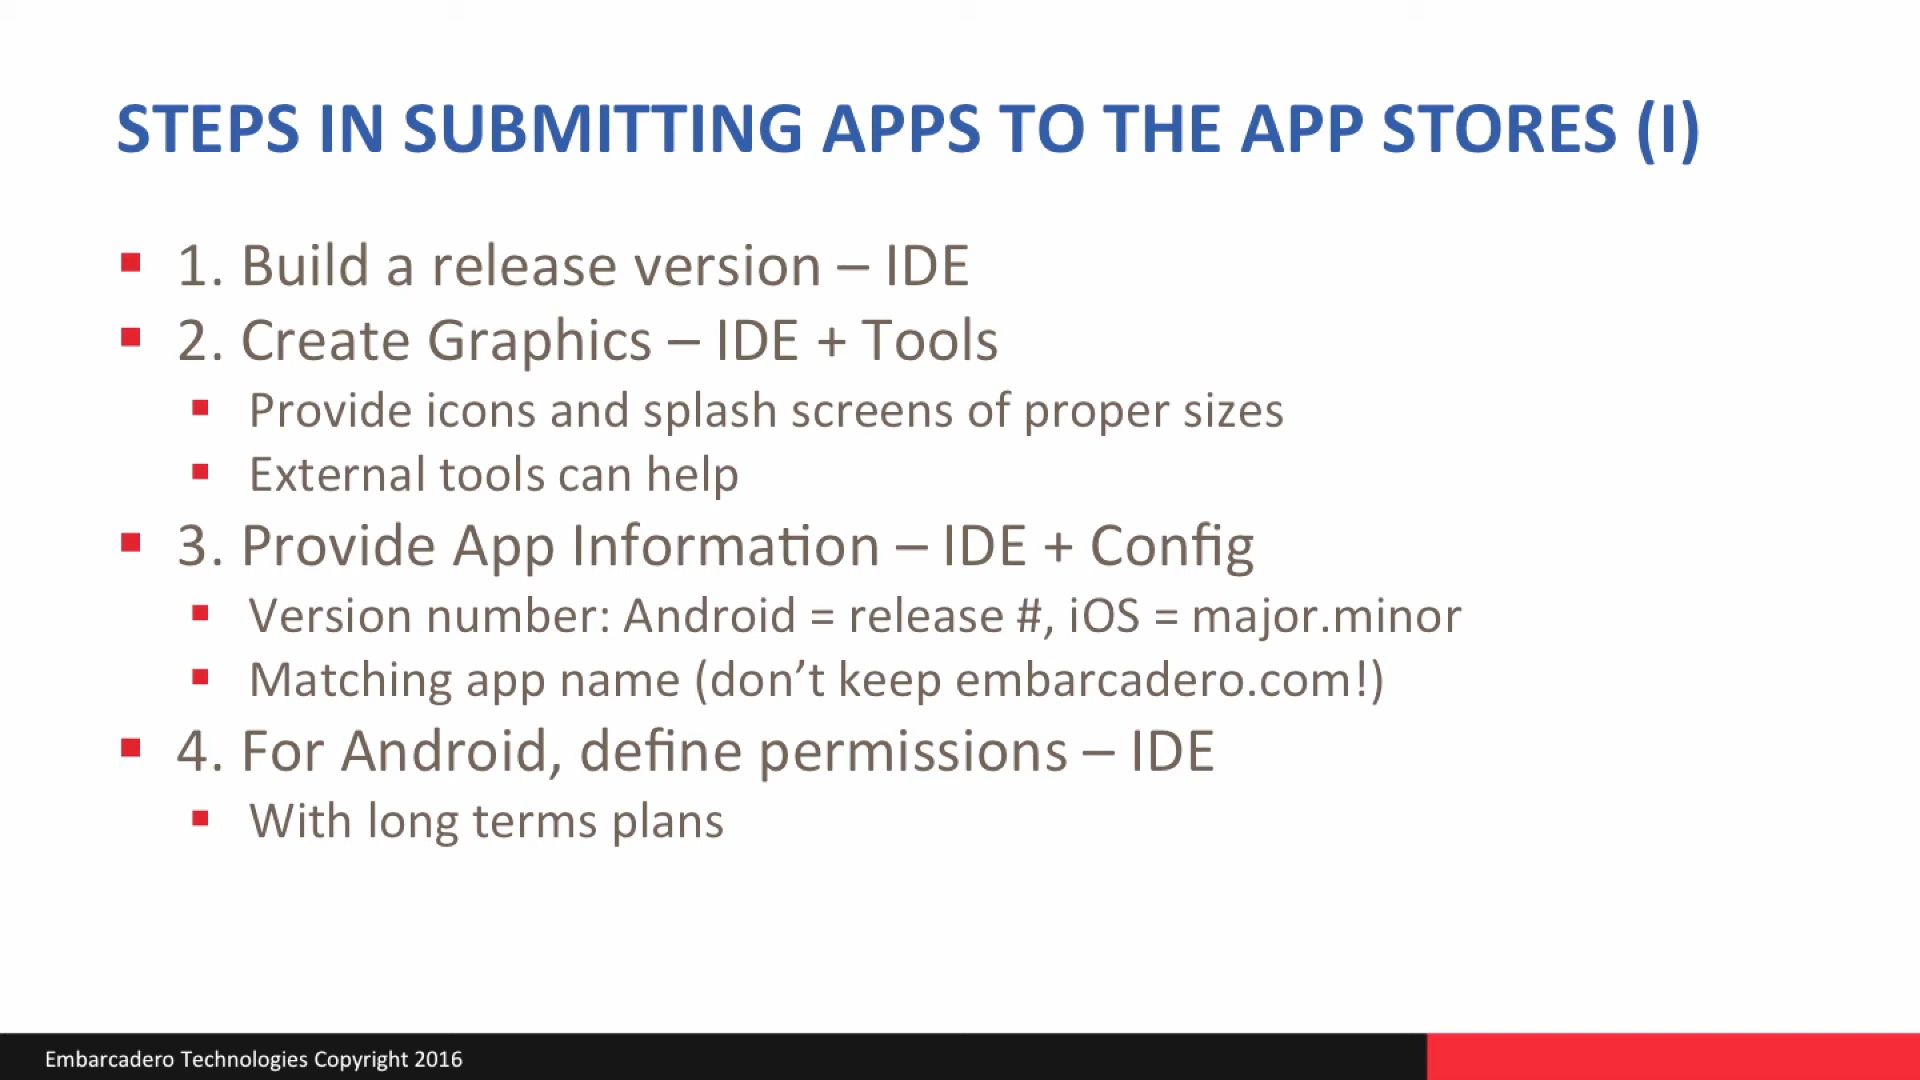 STEPS IN SUBMITTING APPS TO THE APP STORES (I)
1. Build a release version – IDE
2. Create Graphics – IDE + Tools
Provide icons and splash screens of proper sizes
External tools can help
3. Provide App Information – IDE + Config
Version number: Android = release #, iOS = major.minor
Matching app name (don’t keep embarcadero.com!)
4. For Android, define permissions – IDE
With long terms plans
Embarcadero Technologies Copyright 2016